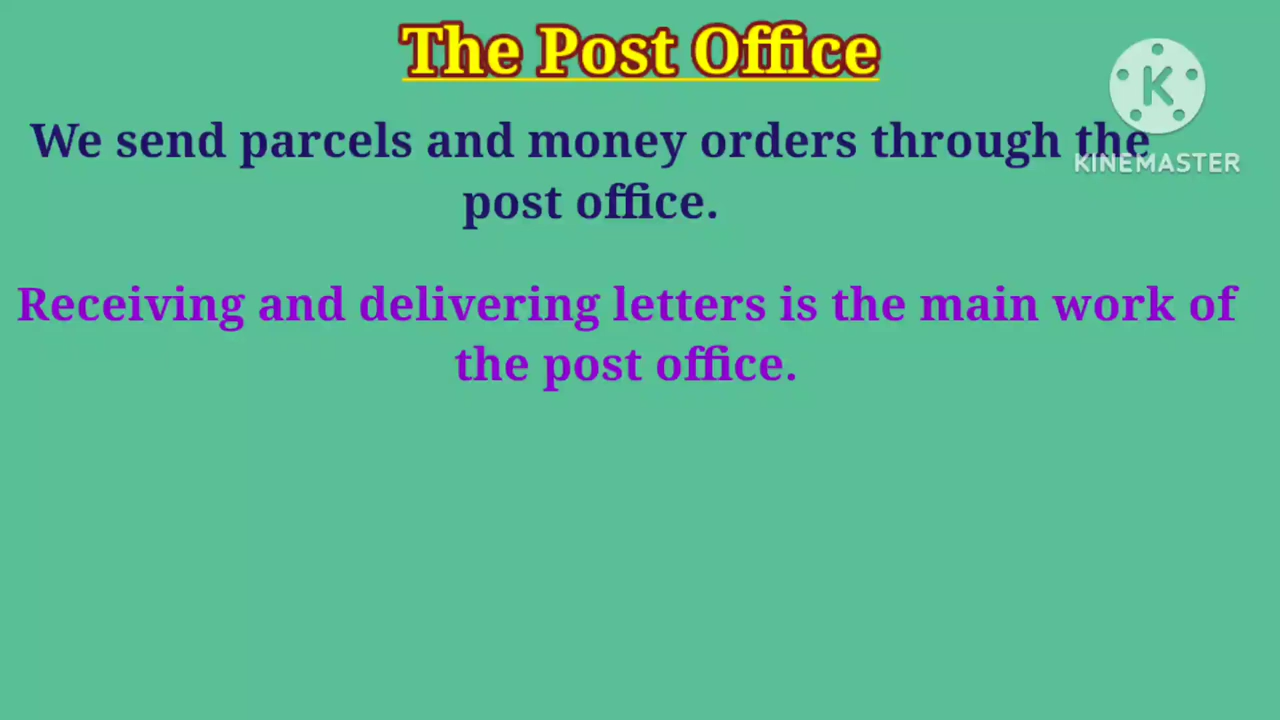 The Post Office
We send parcels and money orders through the
post office.
K
KINEMASTER
Receiving and delivering letters is the main work of
the post office.